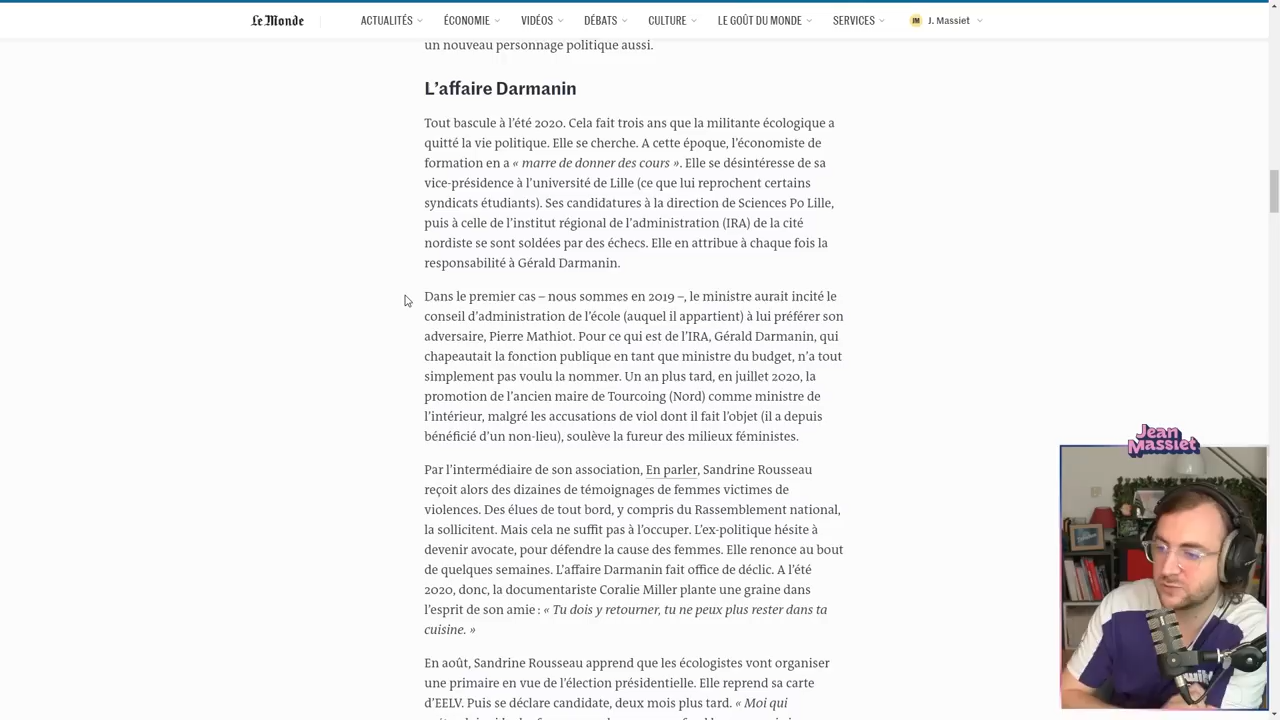 Le Monde
ACTUALITÉS
ÉCONOMIE
VIDÉOS
DÉBATS
CULTURE
LE GOÛT DU MONDE
SERVICES
JM
J. Massiet
un nouveau personnage politique aussi.
L’affaire Darmanin
Tout bascule à l’été 2020. Cela fait trois ans que la militante écologique a
quitté la vie politique. Elle se cherche. A cette époque, l’économiste de
formation en a « marre de donner des cours ». Elle se désintéresse de sa
vice-présidence à l’université de Lille (ce que lui reprochent certains
syndicats étudiants). Ses candidatures à la direction de Sciences Po Lille,
puis à celle de l’institut régional de l’administration (IRA) de la cité
nordiste se sont soldées par des échecs. Elle en attribue à chaque fois la
responsabilité à Gérald Darmanin.
Dans le premier cas – nous sommes en 2019 –, le ministre aurait incité le
conseil d’administration de l’école (auquel il appartient) à lui préférer son
adversaire, Pierre Mathiot. Pour ce qui est de l’IRA, Gérald Darmanin, qui
chapeautait la fonction publique en tant que ministre du budget, n’a tout
simplement pas voulu la nommer. Un an plus tard, en juillet 2020, la
promotion de l’ancien maire de Tourcoing (Nord) comme ministre de
l’intérieur, malgré les accusations de viol dont il fait l’objet (il a depuis
bénéficié d’un non-lieu), soulève la fureur des milieux féministes.
Par l’intermédiaire de son association, En parler, Sandrine Rousseau
reçoit alors des dizaines de témoignages de femmes victimes de
violences. Des élues de tout bord, y compris du Rassemblement national,
la sollicitent. Mais cela ne suffit pas à l’occuper. L’ex-politique hésite à
devenir avocate, pour défendre la cause des femmes. Elle renonce au bout
de quelques semaines. L’affaire Darmanin fait office de déclic. A l’été
2020, donc, la documentariste Coralie Miller plante une graine dans
l’esprit de son amie : « Tu dois y retourner, tu ne peux plus rester dans ta
cuisine. »
En août, Sandrine Rousseau apprend que les écologistes vont organiser
une primaire en vue de l’élection présidentielle. Elle reprend sa carte
d’EELV. Puis se déclare candidate, deux mois plus tard. « Moi qui
Jean
Massiet